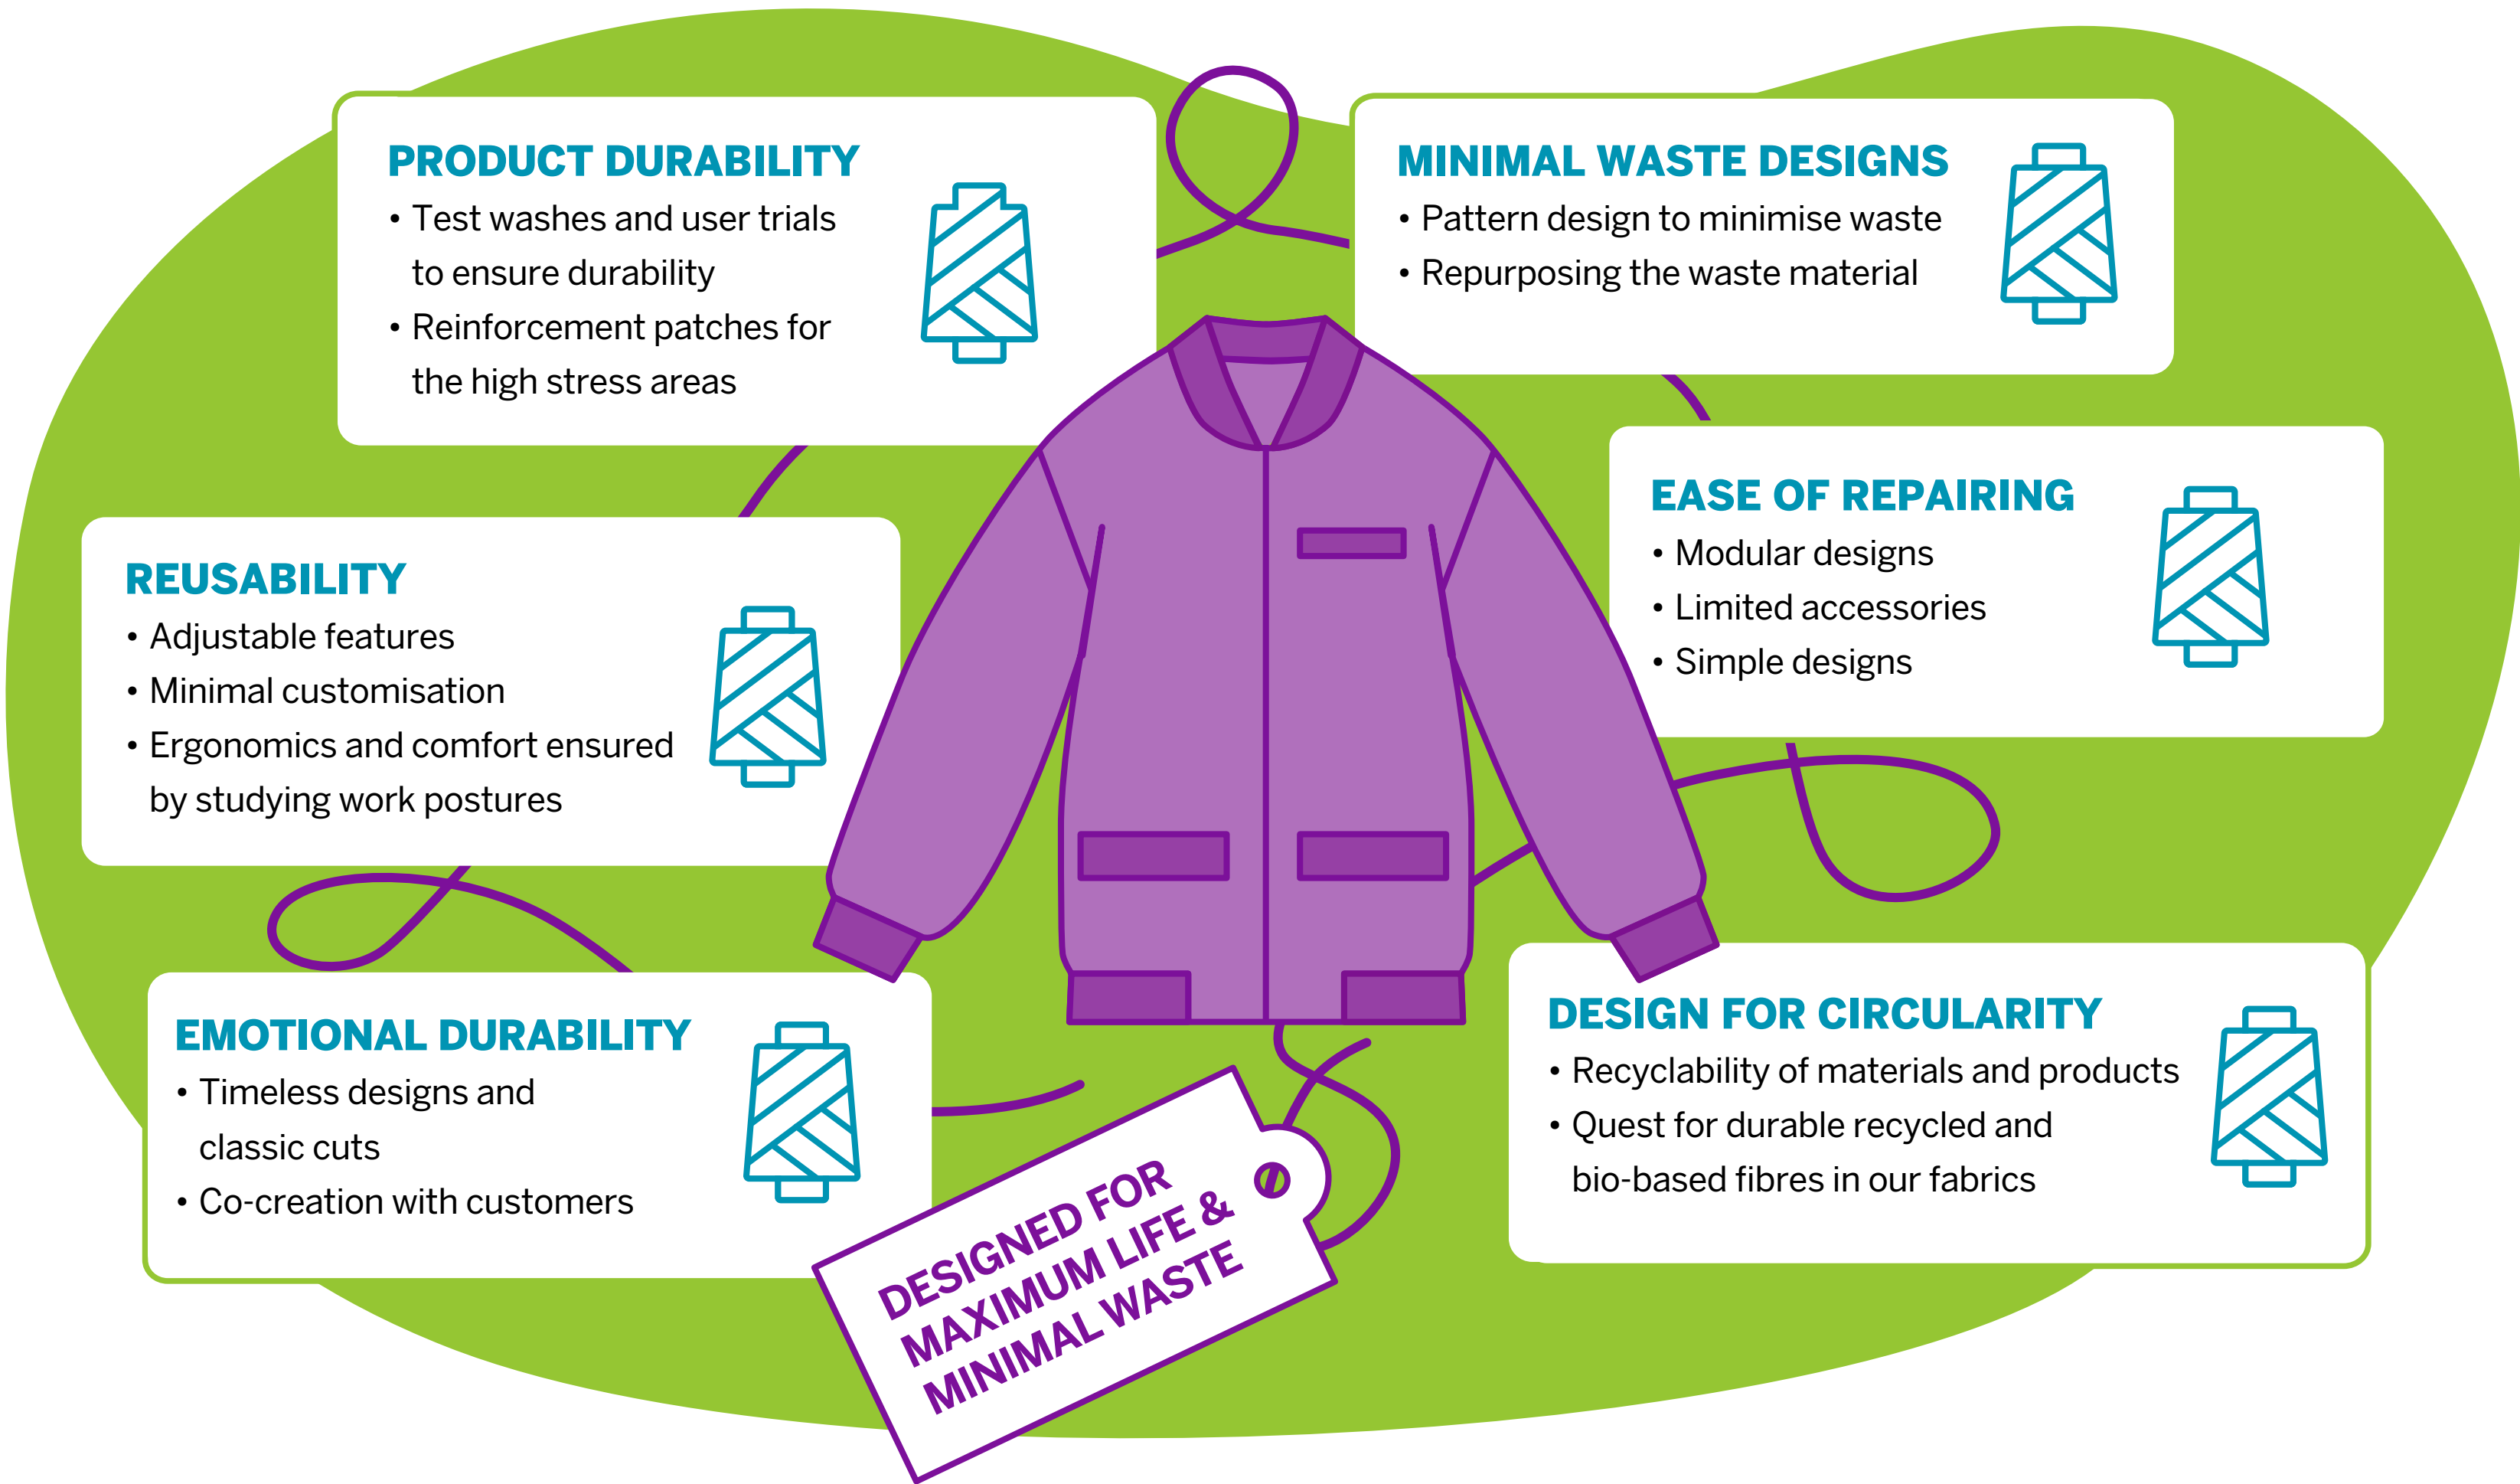 PRODUCT DURABILITY
• Test washes and user trials
to ensure durability
• Reinforcement patches for
the high stress areas
MINIMAL WASTE DESIGNS
• Pattern design to minimise waste
• Repurposing the waste material
EASE OF REPAIRING
• Modular designs
• Limited accessories
• Simple designs
REUSABILITY
• Adjustable features
• Minimal customisation
• Ergonomics and comfort ensured
by studying work postures
EMOTIONAL DURABILITY
• Timeless designs and
classic cuts
• Co-creation with customers
DESIGN FOR CIRCULARITY
• Recyclability of materials and products
• Quest for durable recycled and
bio-based fibres in our fabrics
DESIGNED FOR
MAXIMUM LIFE &
MINIMAL WASTE